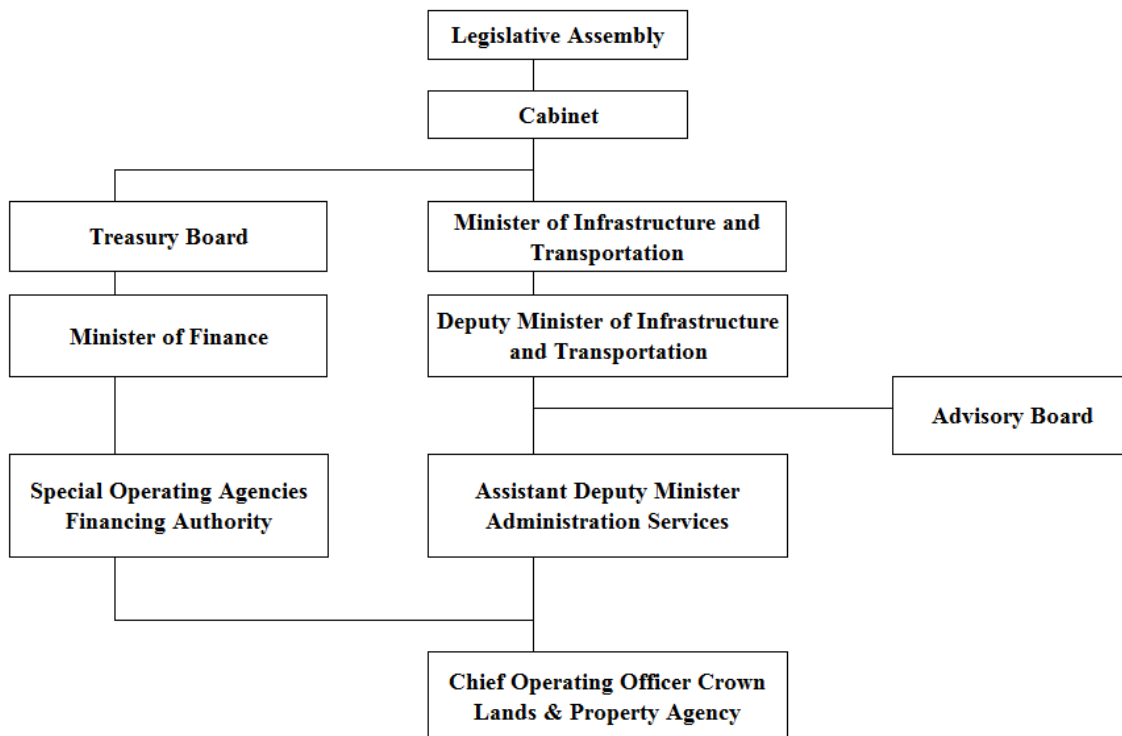 Legislative Assembly
Cabinet
Treasury Board
Minister of Infrastructure and
Transportation
Minister of Finance
Deputy Minister of Infrastructure
and Transportation
Advisory Board
Special Operating Agencies
Financing Authority
Assistant Deputy Minister
Administration Services
Chief Operating Officer Crown
Lands & Property Agency